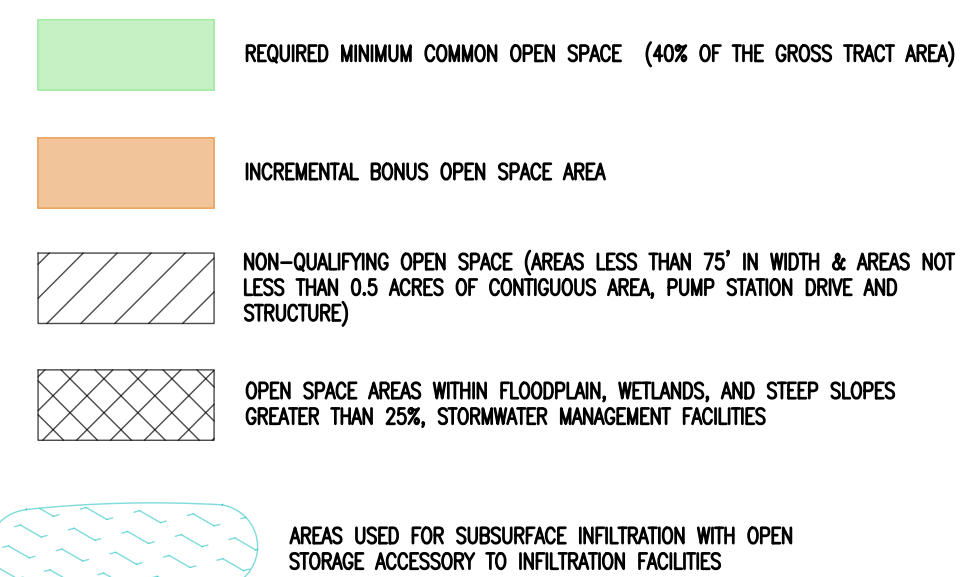 REQUIRED MINIMUM COMMON OPEN SPACE (40% OF THE GROSS TRACT AREA)
INCREMENTAL BONUS OPEN SPACE AREA
NON-QUALIFYING OPEN SPACE (AREAS LESS THAN 75' IN WIDTH & AREAS NOT
LESS THAN 0.5 ACRES OF CONTIGUOUS AREA, PUMP STATION DRIVE AND
STRUCTURE)
OPEN SPACE AREAS WITHIN FLOODPLAIN, WETLANDS, AND STEEP SLOPES
GREATER THAN 25%, STORMWATER MANAGEMENT FACILITIES
AREAS USED FOR SUBSURFACE INFILTRATION WITH OPEN
STORAGE ACCESSORY TO INFILTRATION FACILITIES